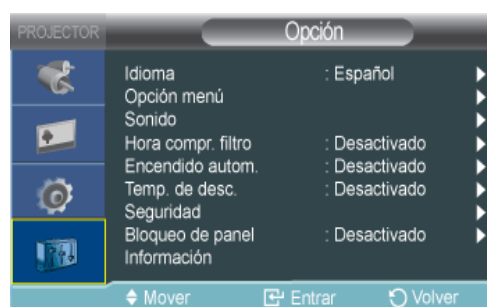 PROJECTOR
Opción
Idioma : Español
Opción menú
Sonido
Hora compr. filtro : Desactivado
Encendido autom. : Desactivado
Temp. de desc. : Desactivado
Seguridad
Bloqueo de panel : Desactivado
Información
Mover Entrar Volver